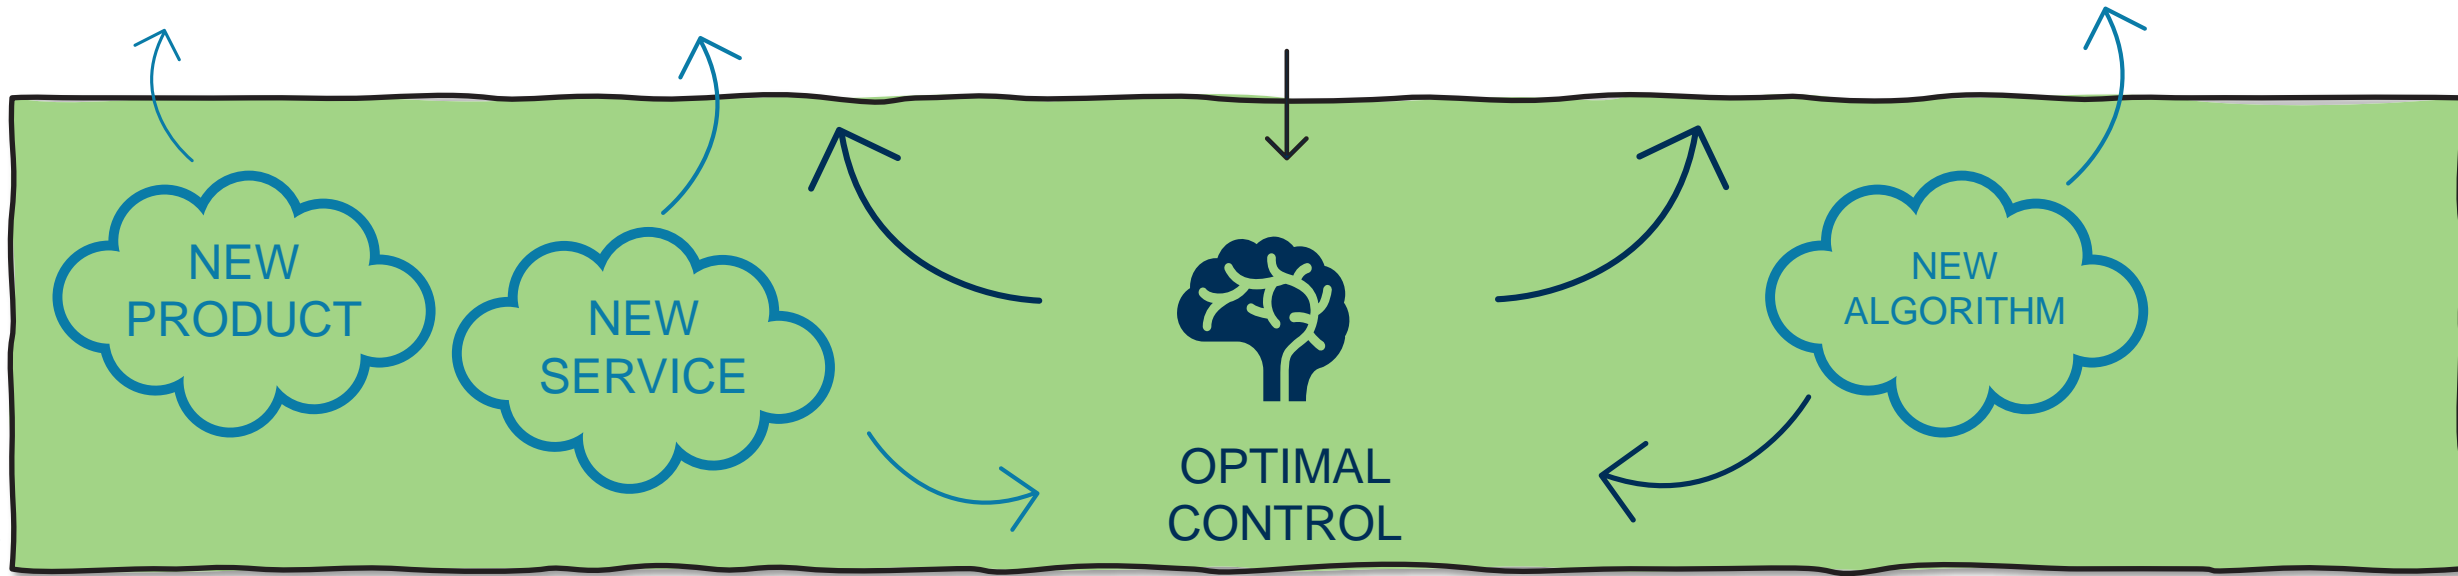 NEW
PRODUCT
NEW
SERVICE
OPTIMAL
CONTROL
NEW
ALGORITHM